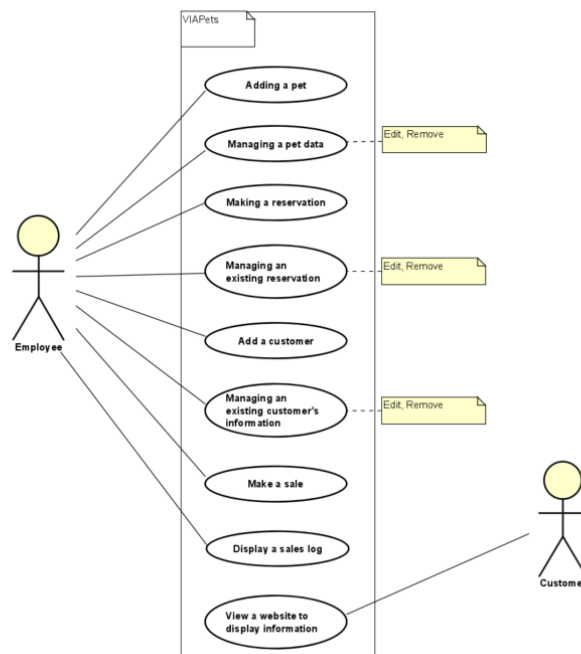 VIAPets
Adding a pet
Managing a pet data
Edit, Remove
Making a reservation
Managing an
existing reservation
Edit, Remove
Employee
Add a customer
Managing an
existing customer's
information
Edit, Remove
Make a sale
Display a sales log
Custome
View a website to
display information